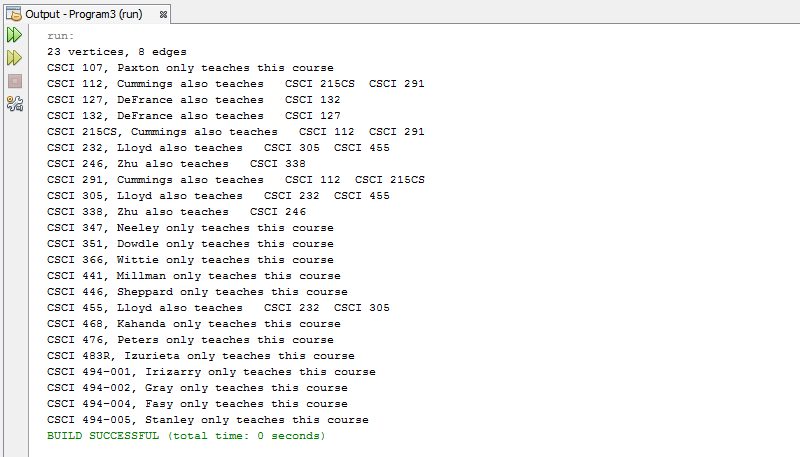 Output - Program3 (run)
run:
23 vertices, 8 edges
CSCI 107, Paxton only teaches this course
CSCI 112, Cummings also teaches   CSCI 215CS  CSCI 291
CSCI 127, DeFrance also teaches   CSCI 132
CSCI 132, DeFrance also teaches   CSCI 127
CSCI 215CS, Cummings also teaches   CSCI 112  CSCI 291
CSCI 232, Lloyd also teaches   CSCI 305  CSCI 455
CSCI 246, Zhu also teaches   CSCI 338
CSCI 291, Cummings also teaches   CSCI 112  CSCI 215CS
CSCI 305, Lloyd also teaches   CSCI 232  CSCI 455
CSCI 338, Zhu also teaches   CSCI 246
CSCI 347, Neeley only teaches this course
CSCI 351, Dowdle only teaches this course
CSCI 366, Wittie only teaches this course
CSCI 441, Millman only teaches this course
CSCI 446, Sheppard only teaches this course
CSCI 455, Lloyd also teaches   CSCI 232  CSCI 305
CSCI 468, Kahanda only teaches this course
CSCI 476, Peters only teaches this course
CSCI 483R, Izurieta only teaches this course
CSCI 494-001, Irizarry only teaches this course
CSCI 494-002, Gray only teaches this course
CSCI 494-004, Fasy only teaches this course
CSCI 494-005, Stanley only teaches this course
BUILD SUCCESSFUL (total time: 0 seconds)